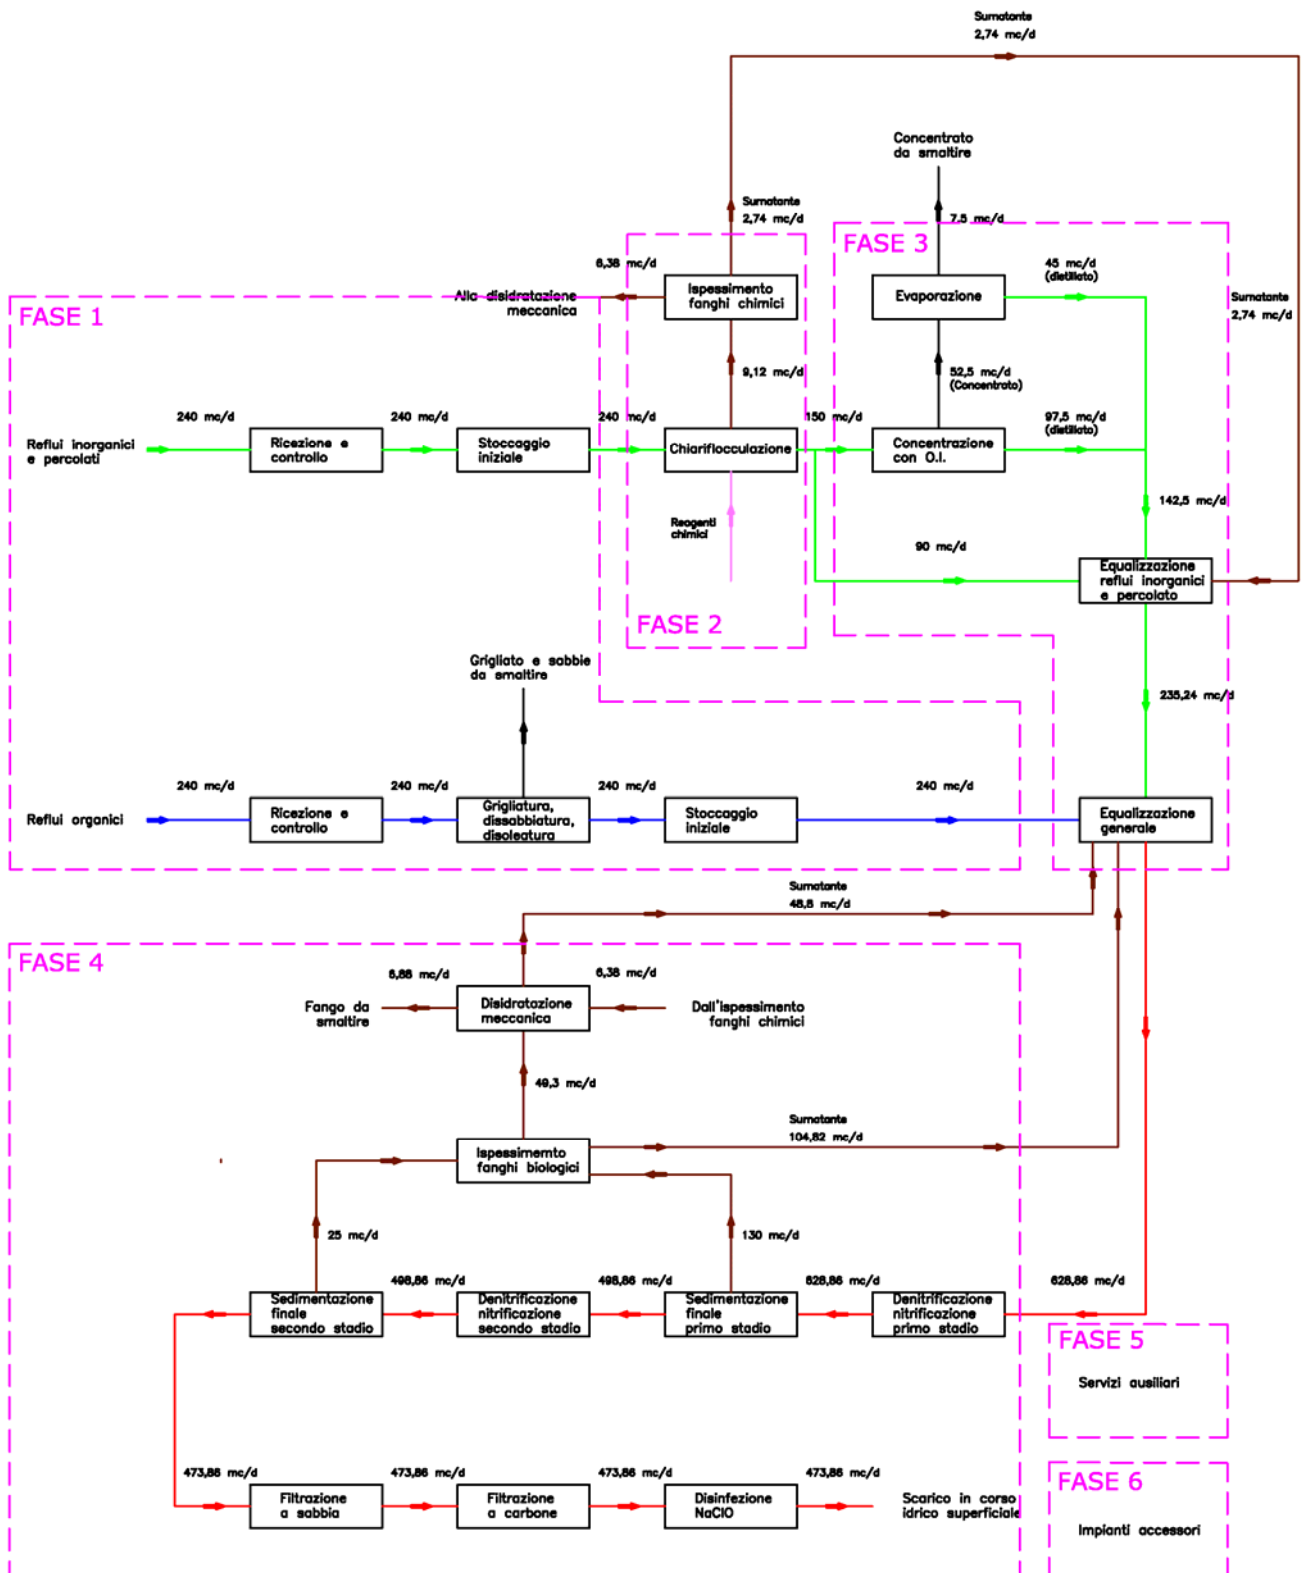 Surnatante
2,74 mc/d
Concentrato
da smaltire
Surnatante
2,74 mc/d
7,5 mc/d
FASE 3
6,38 mc/d
45 mc/d
(distillato)
Alla disidratazione
meccanica
Ispessimento
fanghi chimici
Evaporazione
Surnatante
2,74 mc/d
FASE 1
9,12 mc/d
52,5 mc/d
(Concentrato)
240 mc/d
240 mc/d
240 mc/d
150 mc/d
97,5 mc/d
(distillato)
Reflui inorganici
e percolati
Ricezione e
controllo
Stoccaggio
iniziale
Chiariflocculazione
Concentrazione
con O.I.
142,5 mc/d
Reagenti
chimici
90 mc/d
Equalizzazione
reflui inorganici
e percolato
FASE 2
Grigliato e sabbie
da smaltire
235,24 mc/d
240 mc/d
240 mc/d
240 mc/d
240 mc/d
Reflui organici
Ricezione e
controllo
Grigliatura,
dissabbiatura,
disoleatura
Stoccaggio
iniziale
Equalizzazione
generale
Surnatante
48,8 mc/d
FASE 4
6,88 mc/d
6,38 mc/d
Fango da
smaltire
Disidratazione
meccanica
Dall'ispessimento
fanghi chimici
49,3 mc/d
Surnatante
104,82 mc/d
Ispessimemto
fanghi biologici
25 mc/d
130 mc/d
498,86 mc/d
498,86 mc/d
628,86 mc/d
628,86 mc/d
Sedimentazione
finale
secondo stadio
Denitrificazione
nitrificazione
secondo stadio
Sedimentazione
finale
primo stadio
Denitrificazione
nitrificazione
primo stadio
FASE 5
Servizi ausiliari
473,86 mc/d
473,86 mc/d
473,86 mc/d
473,86 mc/d
Filtrazione
a sabbia
Filtrazione
a carbone
Disinfezione
NaClO
Scarico in corso
idrico superficiale
FASE 6
Impianti accessori